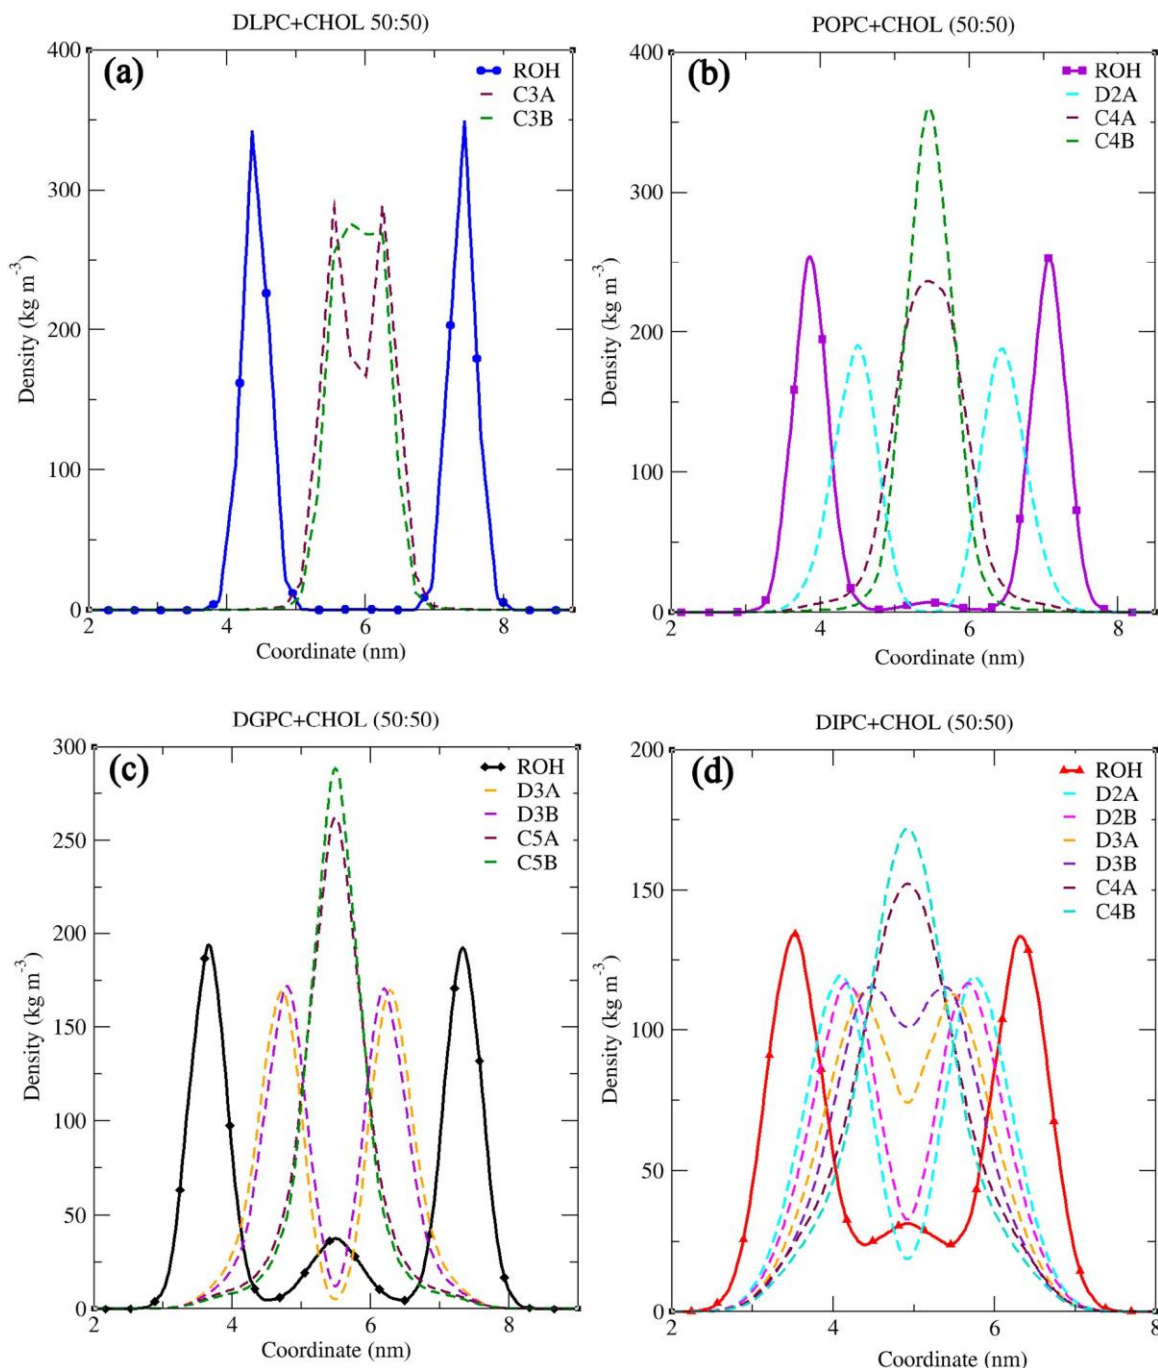 DLPC+CHOL 50:50)
(a)
ROH
C3A
C3B
400
300
200
100
0
Density (kg m⁻³)
2 4 6 8
Coordinate (nm)
POPC+CHOL (50:50)
(b)
ROH
D2A
C4A
C4B
400
300
200
100
0
Density (kg m⁻³)
4 6 8
Coordinate (nm)
DGPC+CHOL (50:50)
(c)
ROH
D3A
D3B
C5A
C5B
300
250
200
150
100
50
0
Density (kg m⁻³)
2 4 6 8
Coordinate (nm)
DIPC+CHOL (50:50)
(d)
ROH
D2A
D2B
D3A
D3B
C4A
C4B
200
150
100
50
0
Density (kg m⁻³)
2 4 6 8
Coordinate (nm)